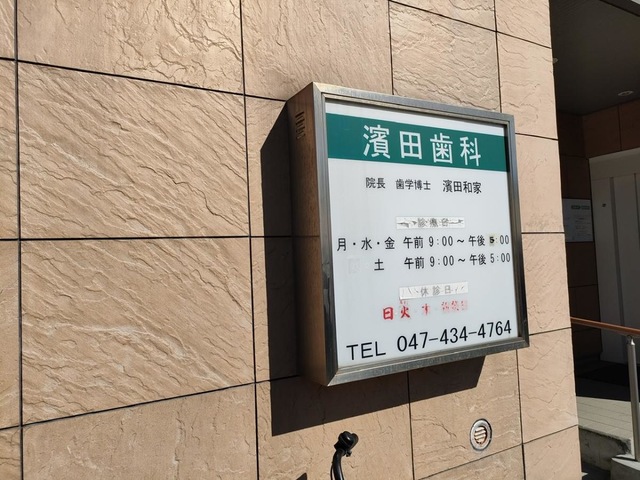 濱田歯科
院長 歯学博士 濱田和家
診療日
月・水・金 午前 9:00～午後 5:00
土 午前 9:00～午後 5:00
休診日
日 火 木
TEL 047-434-4764